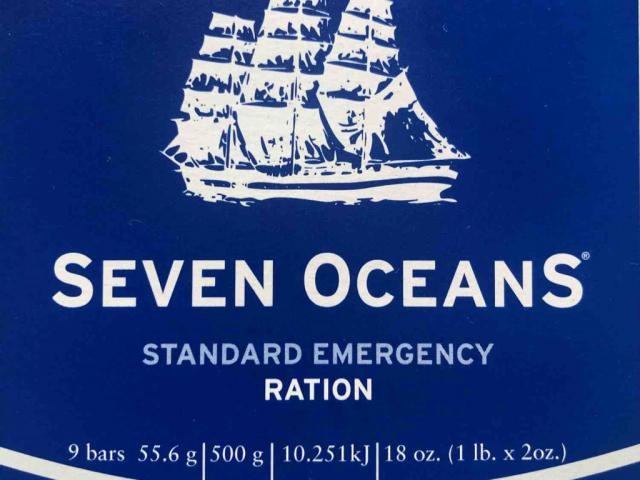 SEVEN OCEANS®
STANDARD EMERGENCY
RATION
9 bars 55.6 g|500 g|10.251kJ|18 oz. (1 lb. x 2oz.)